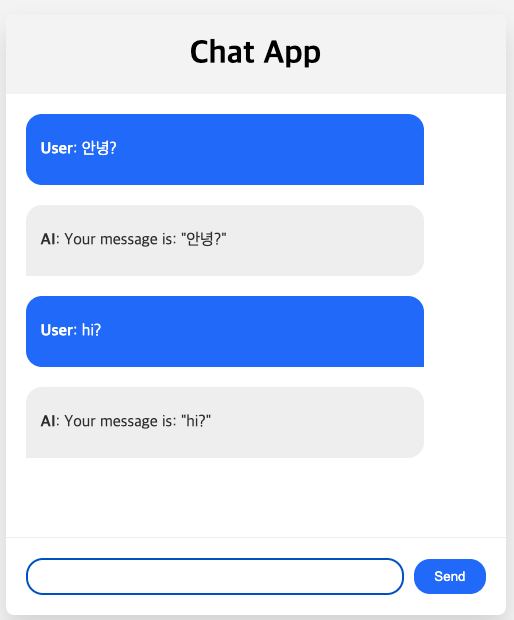 Chat App
User: 안녕?
AI: Your message is: "안녕?"
User: hi?
AI: Your message is: "hi?"
Send